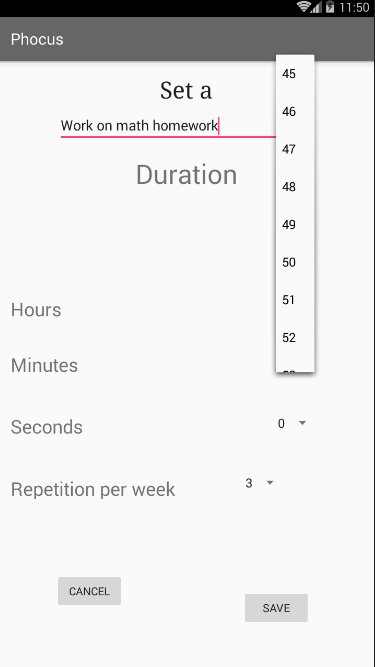 11:50
Phocus
Set a
Work on math homework
Duration
45
46
47
48
49
50
51
52
Hours
Minutes
Seconds 0
Repetition per week 3
CANCEL
SAVE